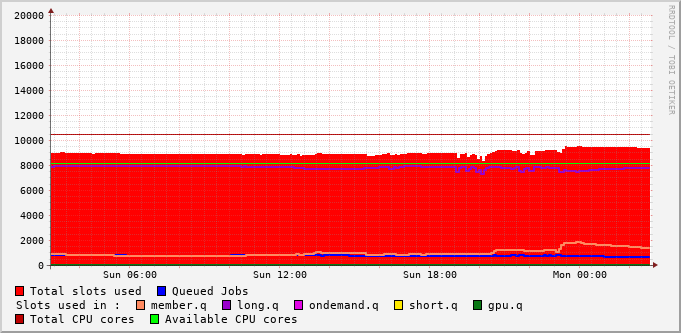 RRDTOOL / TOBI OETIKER
20000
18000
16000
14000
12000
10000
8000
6000
4000
2000
0
Sun 06:00 Sun 12:00 Sun 18:00 Mon 00:00
Total slots used Queued Jobs
Slots used in : member.q long.q ondemand.q short.q gpu.q
Total CPU cores Available CPU cores